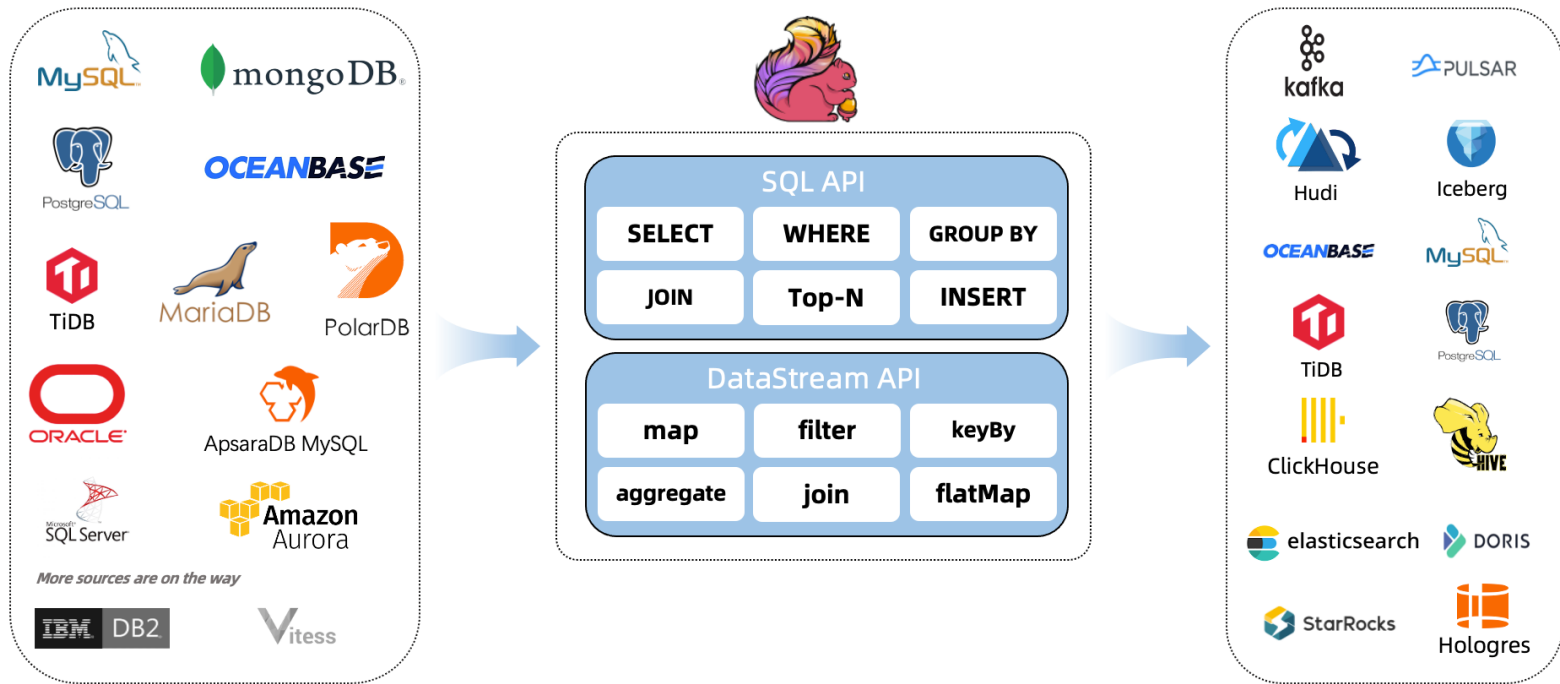 MySQL™
mongoDB®
PostgreSQL
OCEANBASE
TiDB
MariaDB
PolarDB
ORACLE®
ApsaraDB MySQL
Microsoft®
SQL Server®
Amazon
Aurora
More sources are on the way
IBM® DB2®
Vitess
SQL API
SELECT
WHERE
GROUP BY
JOIN
Top-N
INSERT
DataStream API
map
filter
keyBy
aggregate
join
flatMap
kafka
PULSAR
Hudi
Iceberg
OCEANBASE
MySQL™
TiDB
PostgreSQL
ClickHouse
HIVE
elasticsearch
DORIS
StarRocks
Hologres